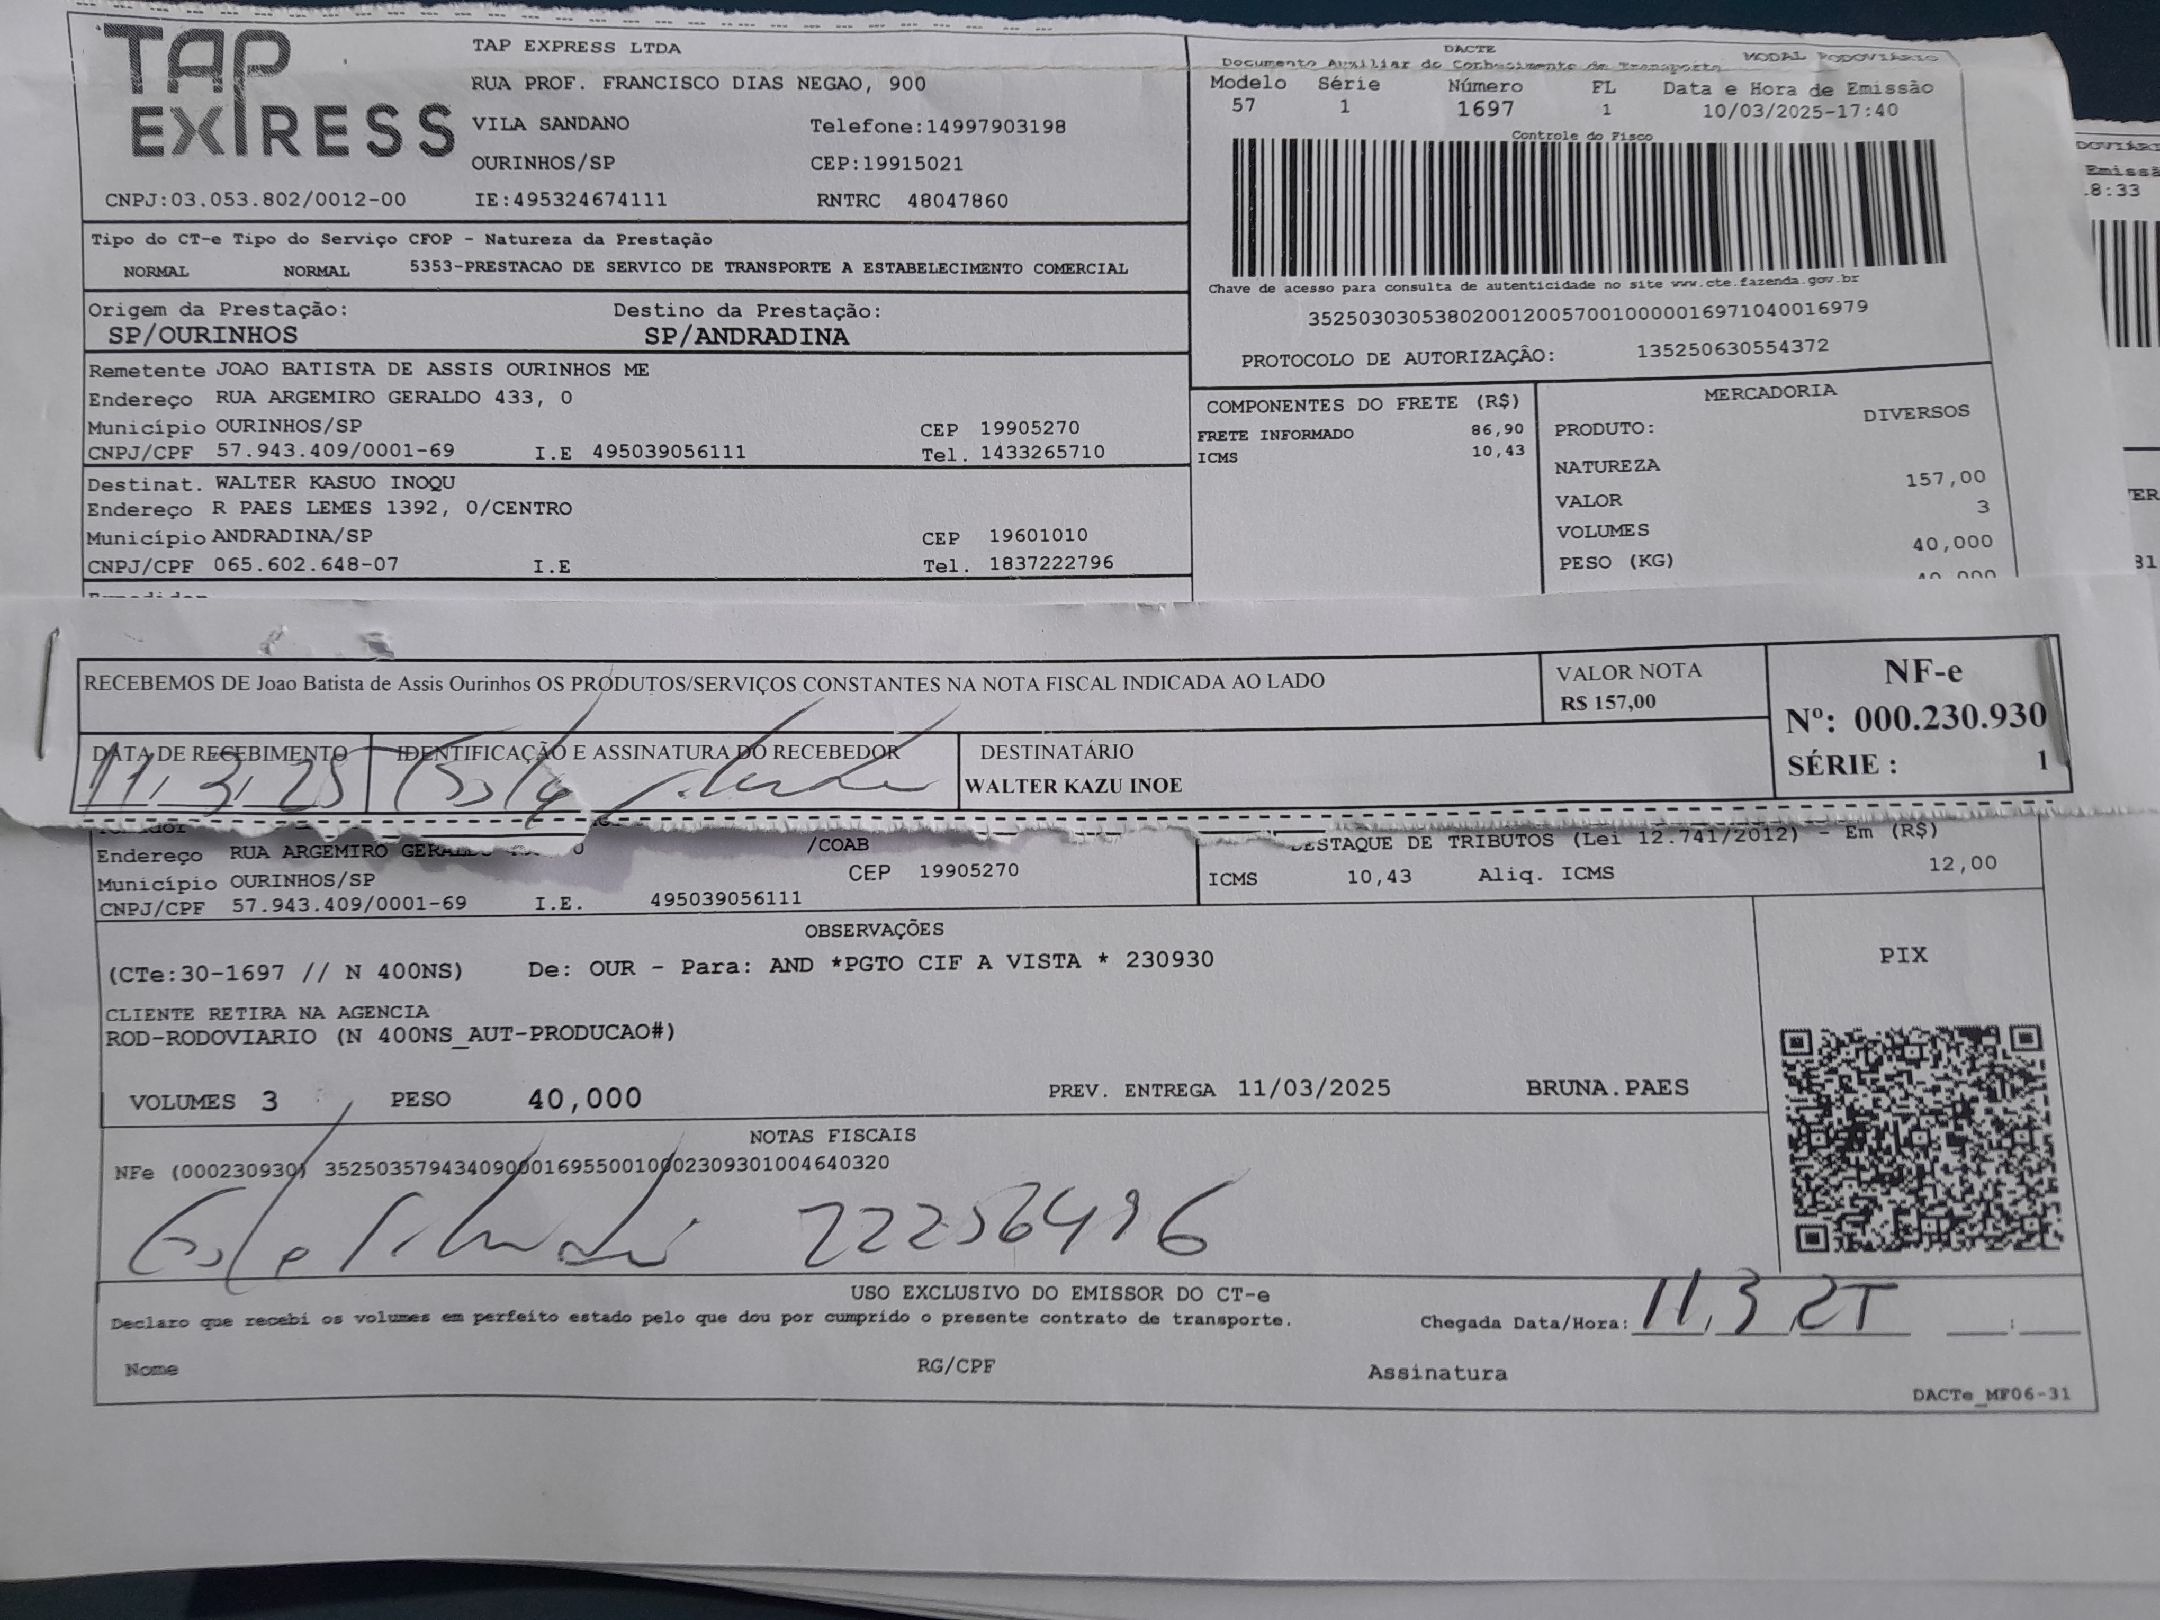 TAP EXPRESS
TAP EXPRESS LTDA
RUA PROF. FRANCISCO DIAS NEGAO, 900
VILA SANDANO Telefone:14997903198
OURINHOS/SP CEP:19915021
CNPJ:03.053.802/0012-00 IE:495324674111 RNTRC 48047860
DACTE
Documento Auxiliar do Conhecimento de Transporte MODAL RODOVIÁRIO
Modelo Série Número FL Data e Hora de Emissão
57 1 1697 1 10/03/2025-17:40
Controle do Fisco
Chave de acesso para consulta de autenticidade no site www.cte.fazenda.gov.br
35250303053802001200570010000016971040016979
PROTOCOLO DE AUTORIZAÇÂO: 135250630554372
Tipo do CT-e Tipo do Serviço CFOP - Natureza da Prestação
NORMAL NORMAL 5353-PRESTACAO DE SERVICO DE TRANSPORTE A ESTABELECIMENTO COMERCIAL
Origem da Prestação: Destino da Prestação:
SP/OURINHOS SP/ANDRADINA
Remetente JOAO BATISTA DE ASSIS OURINHOS ME
Endereço RUA ARGEMIRO GERALDO 433, 0
Município OURINHOS/SP CEP 19905270
CNPJ/CPF 57.943.409/0001-69 I.E 495039056111 Tel. 1433265710
Destinat. WALTER KASUO INOQU
Endereço R PAES LEMES 1392, 0/CENTRO
Município ANDRADINA/SP CEP 19601010
CNPJ/CPF 065.602.648-07 I.E Tel. 1837222796
COMPONENTES DO FRETE (R$)
FRETE INFORMADO 86,90
ICMS 10,43
MERCADORIA
PRODUTO: DIVERSOS
NATUREZA
VALOR 157,00
VOLUMES 3
PESO (KG) 40,000
RECEBEMOS DE Joao Batista de Assis Ourinhos OS PRODUTOS/SERVIÇOS CONSTANTES NA NOTA FISCAL INDICADA AO LADO
VALOR NOTA
R$ 157,00
NF-e
Nº: 000.230.930
SÉRIE : 1
DATA DE RECEBIMENTO IDENTIFICAÇÃO E ASSINATURA DO RECEBEDOR DESTINATÁRIO
11 3 25 WALTER KAZU INOE
Endereço RUA ARGEMIRO /COAB
Município OURINHOS/SP CEP 19905270
CNPJ/CPF 57.943.409/0001-69 I.E. 495039056111
DESTAQUE DE TRIBUTOS (Lei 12.741/2012) - Em (R$)
ICMS 10,43 Aliq. ICMS 12,00
OBSERVAÇÕES
(CTe:30-1697 // N 400NS) De: OUR - Para: AND *PGTO CIF A VISTA * 230930
CLIENTE RETIRA NA AGENCIA
ROD-RODOVIARIO (N 400NS_AUT-PRODUCAO#)
VOLUMES 3 PESO 40,000 PREV. ENTREGA 11/03/2025 BRUNA.PAES
PIX
NOTAS FISCAIS
NFe (000230930) 35250357943409000169550010002309301004640320
USO EXCLUSIVO DO EMISSOR DO CT-e
Declaro que recebi os volumes em perfeito estado pelo que dou por cumprido o presente contrato de transporte. Chegada Data/Hora: 11 3
Nome RG/CPF Assinatura
DACTe_MF06-31
Emissã
8:33